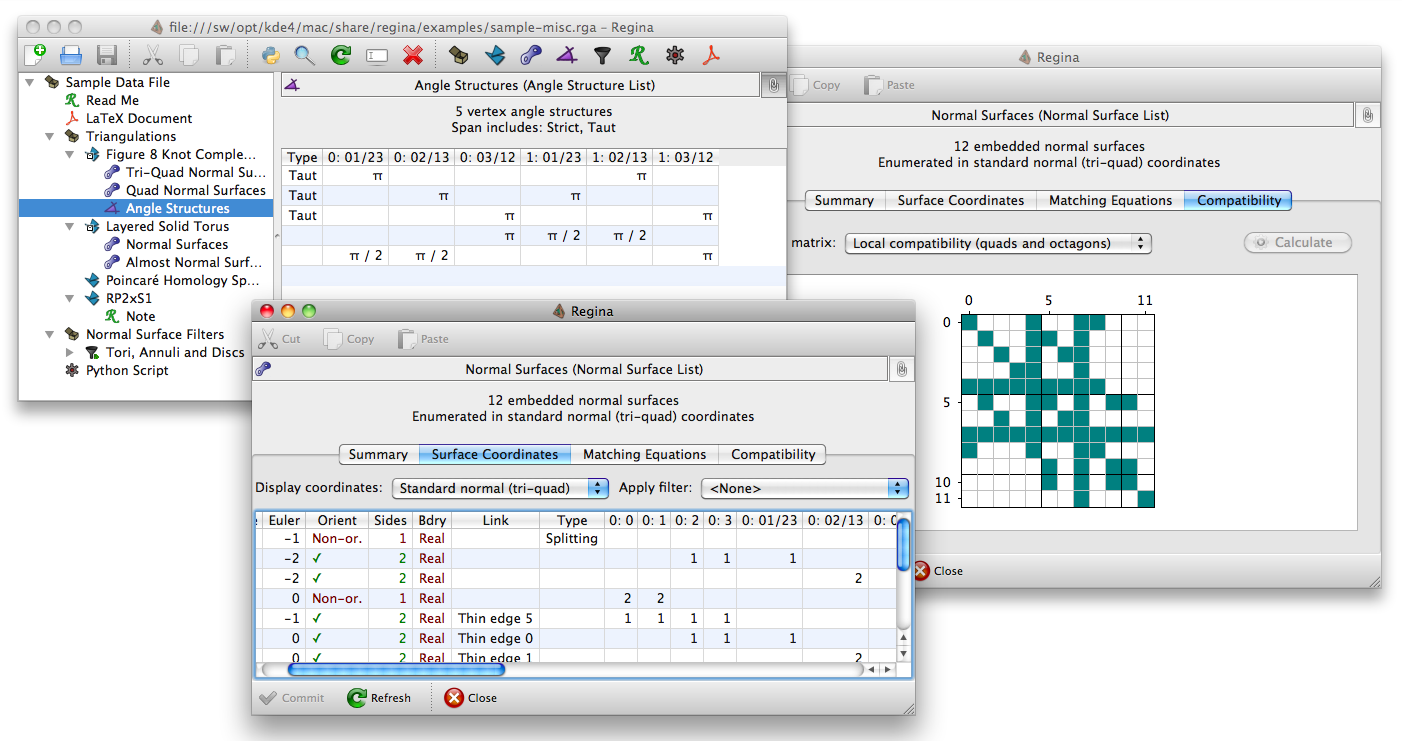 file:///sw/opt/kde4/mac/share/regina/examples/sample-misc.rga – Regina
Sample Data File
Read Me
LaTeX Document
Triangulations
Figure 8 Knot Comple...
Tri-Quad Normal Su...
Quad Normal Surfaces
Angle Structures
Layered Solid Torus
Normal Surfaces
Almost Normal Surf...
Poincaré Homology Sp...
RP2xS1
Note
Normal Surface Filters
Tori, Annuli and Discs
Python Script
Angle Structures (Angle Structure List)
5 vertex angle structures
Span includes: Strict, Taut
Type 0: 01/23 0: 02/13 0: 03/12 1: 01/23 1: 02/13 1: 03/12
Taut π π
Taut π π
Taut π π
π π / 2 π / 2
π / 2 π / 2 π
Regina
Copy Paste
Normal Surfaces (Normal Surface List)
12 embedded normal surfaces
Enumerated in standard normal (tri-quad) coordinates
Summary Surface Coordinates Matching Equations Compatibility
matrix: Local compatibility (quads and octagons) Calculate
0 5 11
0
5
10
11
Close
Regina
Cut Copy Paste
Normal Surfaces (Normal Surface List)
12 embedded normal surfaces
Enumerated in standard normal (tri-quad) coordinates
Summary Surface Coordinates Matching Equations Compatibility
Display coordinates: Standard normal (tri-quad) Apply filter: <None>
Euler Orient Sides Bdry Link Type 0: 0 0: 1 0: 2 0: 3 0: 01/23 0: 02/13 0: 0
-1 Non-or. 1 Real Splitting
-2 ✓ 2 Real 1 1 1
-2 ✓ 2 Real 2
0 Non-or. 1 Real 2 2
-1 ✓ 2 Real Thin edge 5 1 1 1 1
0 ✓ 2 Real Thin edge 0 1 1 1
0 ✓ 2 Real Thin edge 1 2
Commit Refresh Close